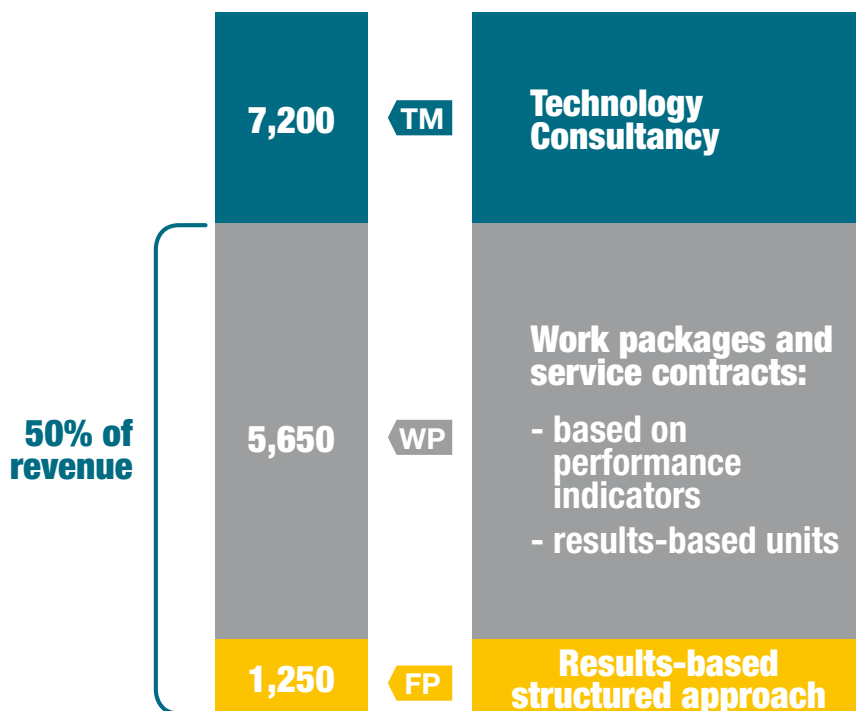 7,200
TM
Technology
Consultancy
50% of
revenue
5,650
WP
Work packages and
service contracts:
- based on
performance
indicators
- results-based units
1,250
FP
Results-based
structured approach